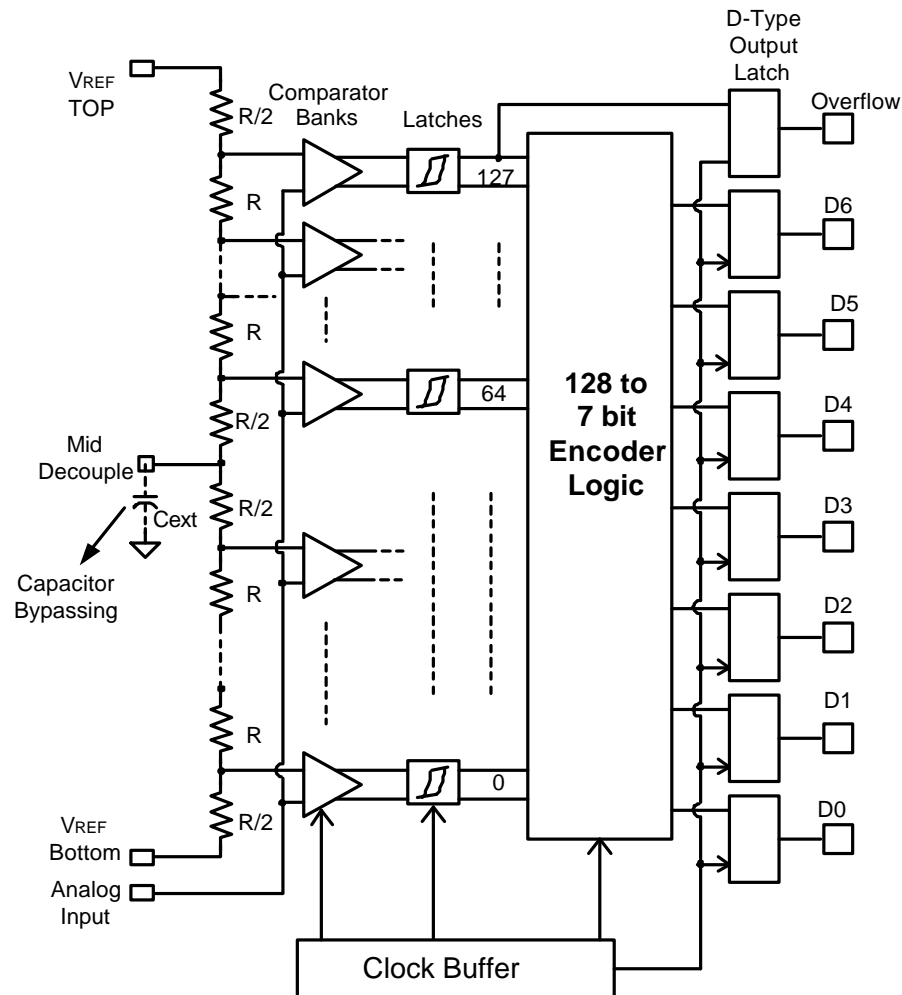 D-Type
Output
Latch
VREF
TOP
R/2
Comparator
Banks
Latches
Overflow
127
R
D6
R
D5
64
128 to
7 bit
Encoder
Logic
R/2
D4
Mid
Decouple
R/2
Cext
D3
Capacitor
Bypassing
R
D2
R
D1
0
R/2
D0
VREF
Bottom
Analog
Input
Clock Buffer